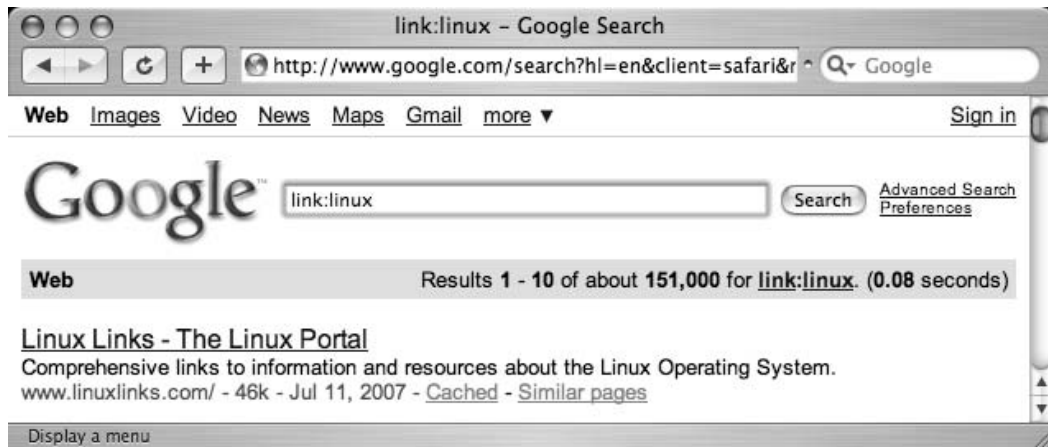 link:linux – Google Search
http://www.google.com/search?hl=en&client=safari&r
Google
Web Images Video News Maps Gmail more ▼ Sign in
Google™ link:linux Search Advanced Search
Preferences
Web Results 1 - 10 of about 151,000 for link:linux. (0.08 seconds)
Linux Links - The Linux Portal
Comprehensive links to information and resources about the Linux Operating System.
www.linuxlinks.com/ - 46k - Jul 11, 2007 - Cached - Similar pages
Display a menu